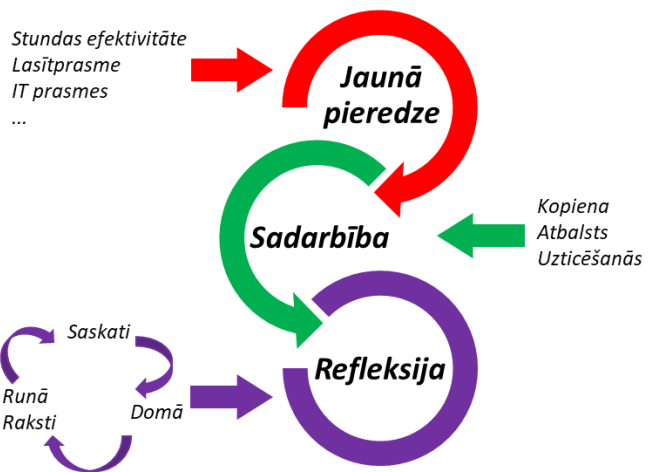 Stundas efektivitāte
Lasītprasme
IT prasmes
...
Jaunā
pieredze
Sadarbība
Kopiena
Atbalsts
Uzticēšanās
Refleksija
Saskati
Domā
Runā
Raksti